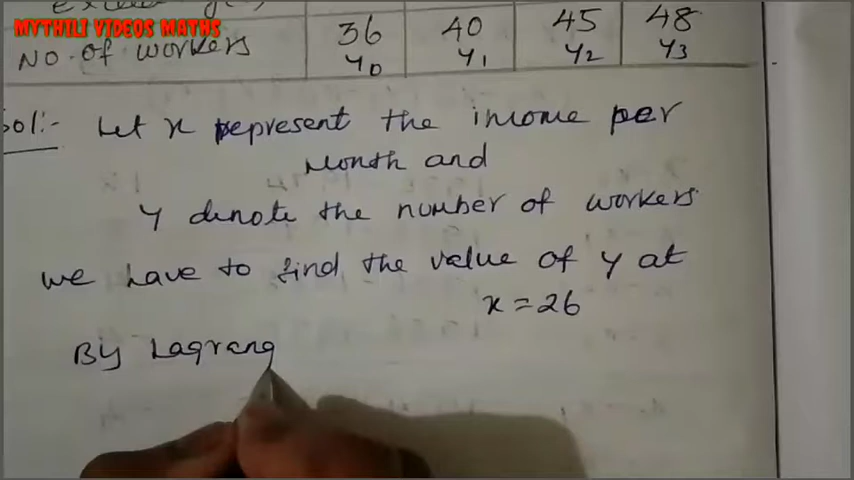 MYTHILI VIDEOS MATHS
No. of workers 36 40 45 48
y0 y1 y2 y3
Sol:- Let x represent the income per
Month and
y denote the number of workers
we have to find the value of y at
x = 26
By Lagrang